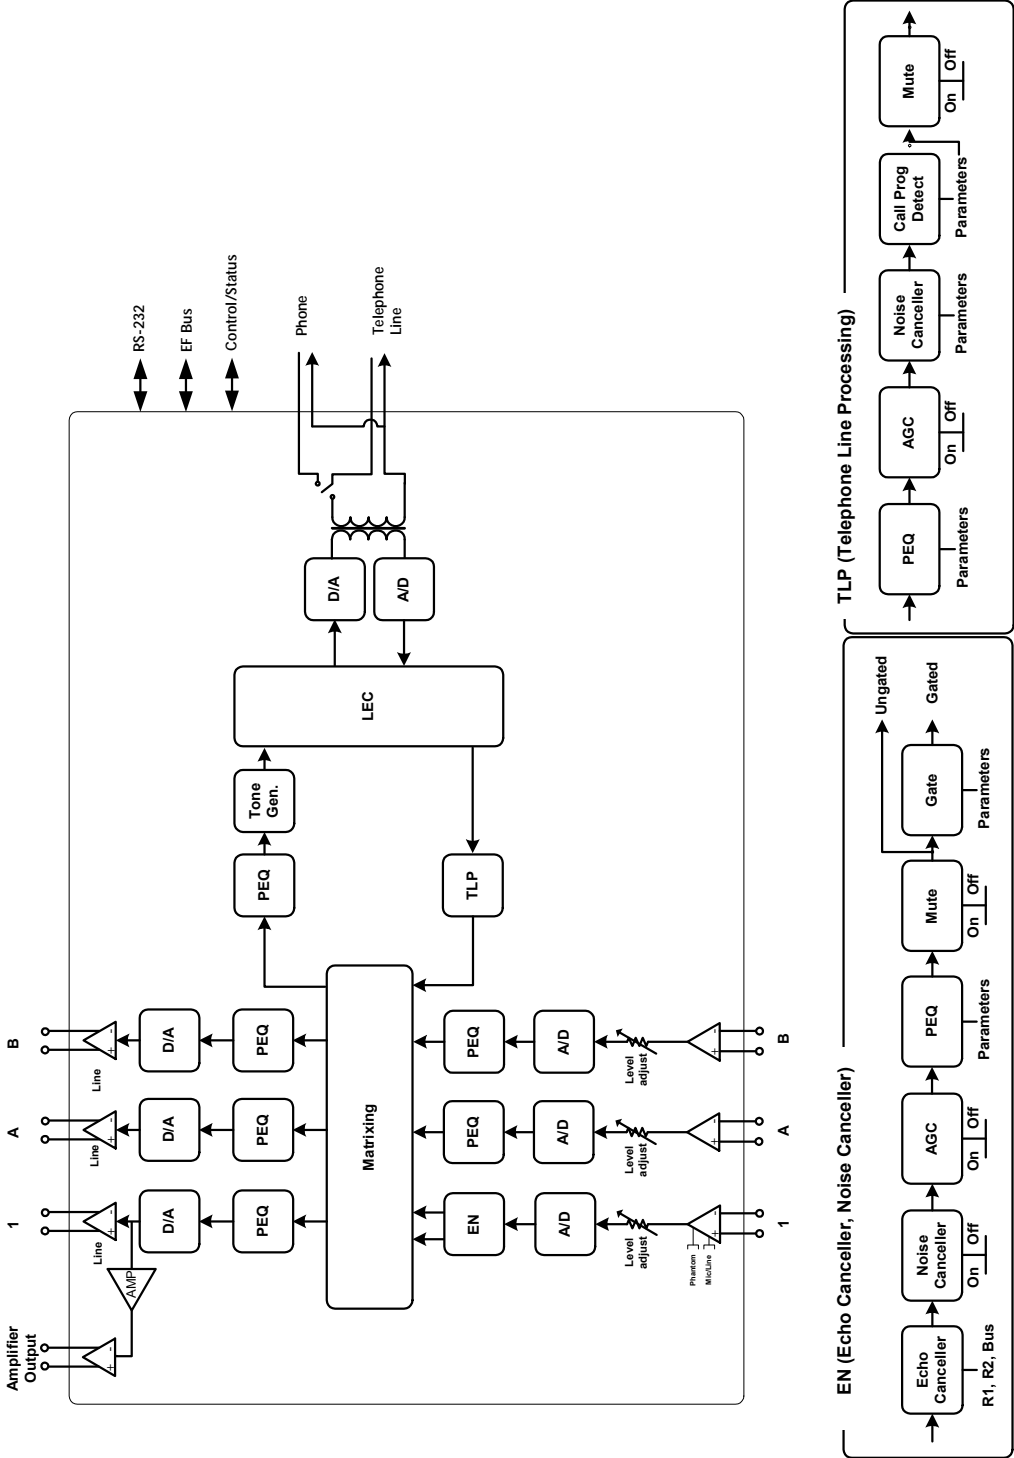 Amplifier
Output
1
A
B
Line
Line
Line
+
-
+
-
+
-
+
-
AMP
D/A
D/A
D/A
PEQ
PEQ
PEQ
Matrixing
EN
PEQ
PEQ
A/D
A/D
A/D
Level
adjust
Level
adjust
Level
adjust
Phantom
Mic/Line
+
-
+
-
+
-
1
A
B
PEQ
Tone
Gen.
TLP
LEC
D/A
A/D
RS-232
EF Bus
Control/Status
Phone
Telephone
Line
EN (Echo Canceller, Noise Canceller)
Echo
Canceller
R1, R2, Bus
Noise
Canceller
On
Off
AGC
On
Off
PEQ
Parameters
Mute
On
Off
Gate
Parameters
Ungated
Gated
TLP (Telephone Line Processing)
PEQ
Parameters
AGC
On
Off
Noise
Canceller
Parameters
Call Prog
Detect
Parameters
Mute
On
Off